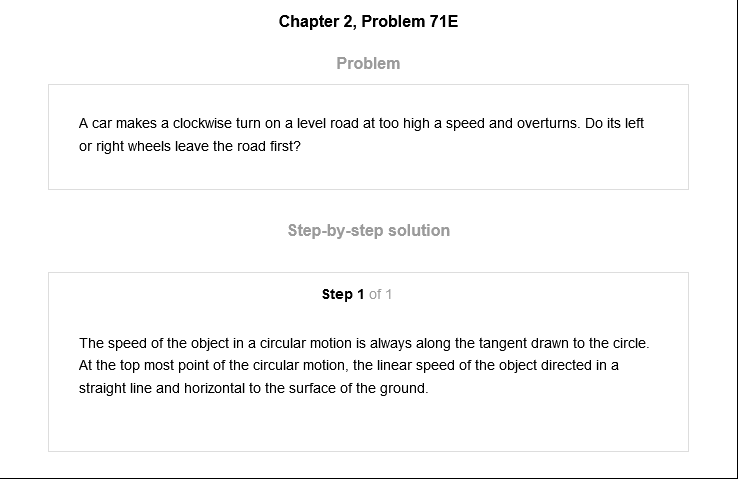 Chapter 2, Problem 71E
Problem
A car makes a clockwise turn on a level road at too high a speed and overturns. Do its left
or right wheels leave the road first?
Step-by-step solution
Step 1 of 1
The speed of the object in a circular motion is always along the tangent drawn to the circle.
At the top most point of the circular motion, the linear speed of the object directed in a
straight line and horizontal to the surface of the ground.